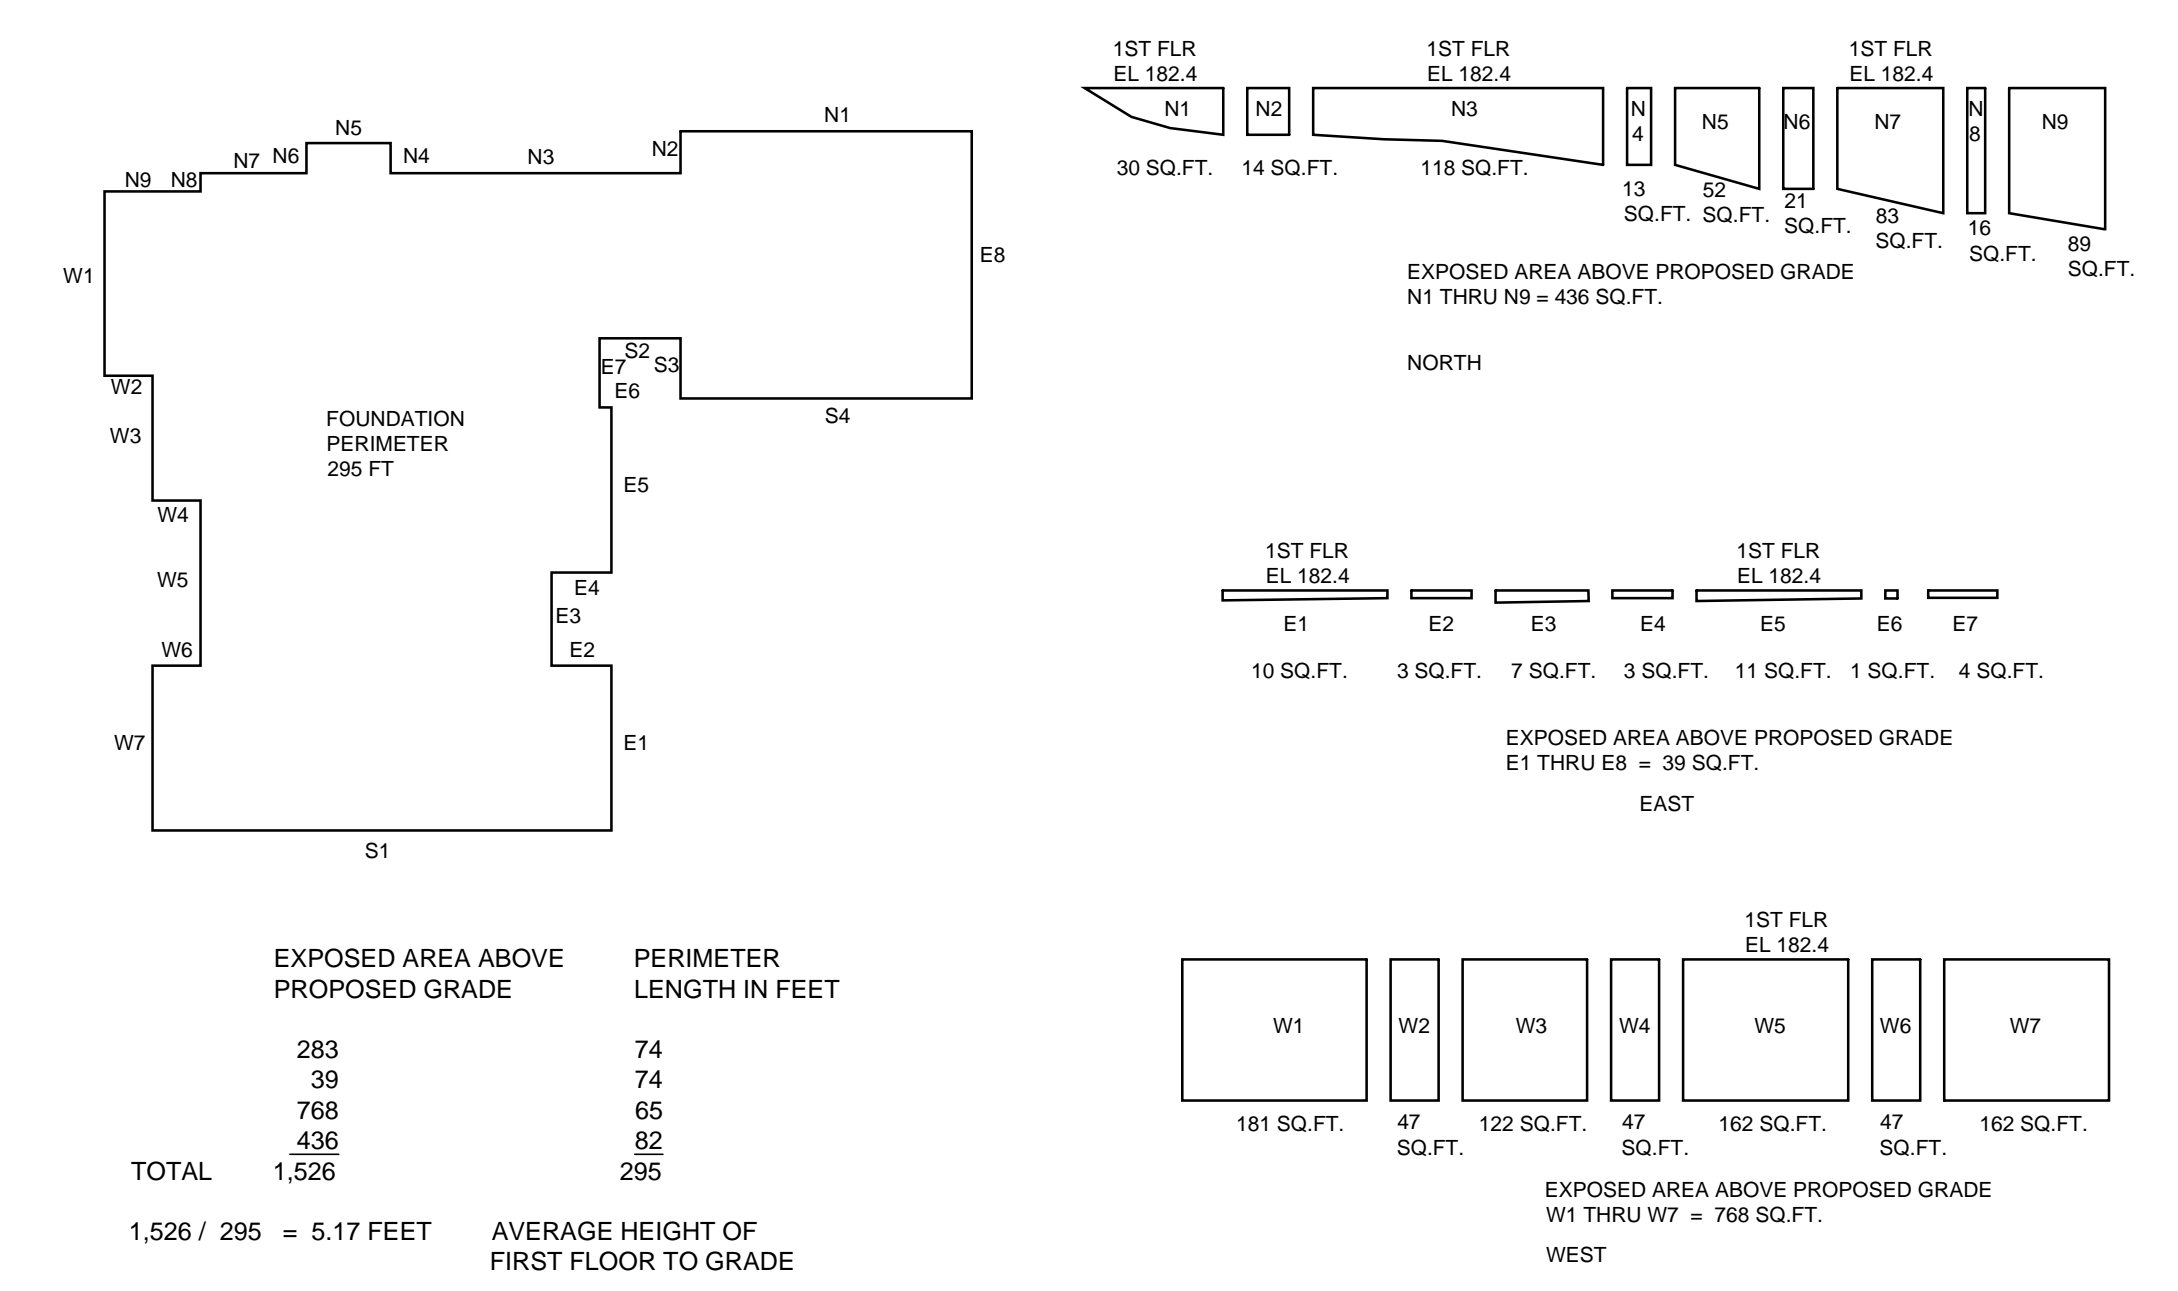 N1
N5
N2
N4
N3
N6
N7
N9
N8
W1
E8
S2
S3
E7
E6
W2
S4
W3
FOUNDATION
PERIMETER
295 FT
E5
W4
W5
E4
E3
W6
E2
W7
E1
S1
1ST FLR
EL 182.4
1ST FLR
EL 182.4
1ST FLR
EL 182.4
N1
N2
N3
N
4
N5
N6
N7
N
8
N9
30 SQ.FT.
14 SQ.FT.
118 SQ.FT.
13
SQ.FT.
52
SQ.FT.
21
SQ.FT.
83
SQ.FT.
16
SQ.FT.
89
SQ.FT.
EXPOSED AREA ABOVE PROPOSED GRADE
N1 THRU N9 = 436 SQ.FT.
NORTH
1ST FLR
EL 182.4
1ST FLR
EL 182.4
E1
E2
E3
E4
E5
E6
E7
10 SQ.FT.
3 SQ.FT.
7 SQ.FT.
3 SQ.FT.
11 SQ.FT.
1 SQ.FT.
4 SQ.FT.
EXPOSED AREA ABOVE PROPOSED GRADE
E1 THRU E8 = 39 SQ.FT.
EAST
1ST FLR
EL 182.4
W1
W2
W3
W4
W5
W6
W7
181 SQ.FT.
47
SQ.FT.
122 SQ.FT.
47
SQ.FT.
162 SQ.FT.
47
SQ.FT.
162 SQ.FT.
EXPOSED AREA ABOVE PROPOSED GRADE
W1 THRU W7 = 768 SQ.FT.
WEST
EXPOSED AREA ABOVE PERIMETER
PROPOSED GRADE LENGTH IN FEET
283 74
39 74
768 65
436 82
TOTAL 1,526 295
1,526 / 295 = 5.17 FEET AVERAGE HEIGHT OF
FIRST FLOOR TO GRADE